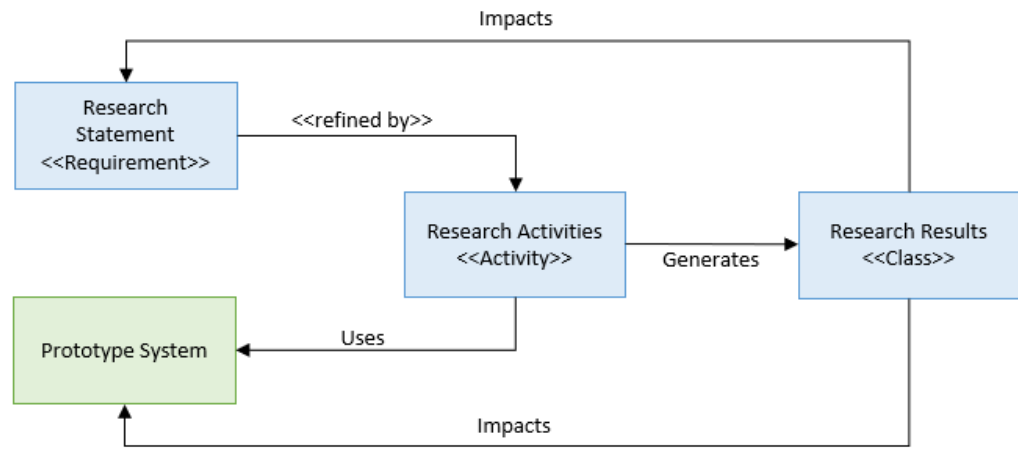 Impacts
Research
Statement
<<Requirement>>
<<refined by>>
Research Activities
<<Activity>>
Generates
Research Results
<<Class>>
Prototype System
Uses
Impacts